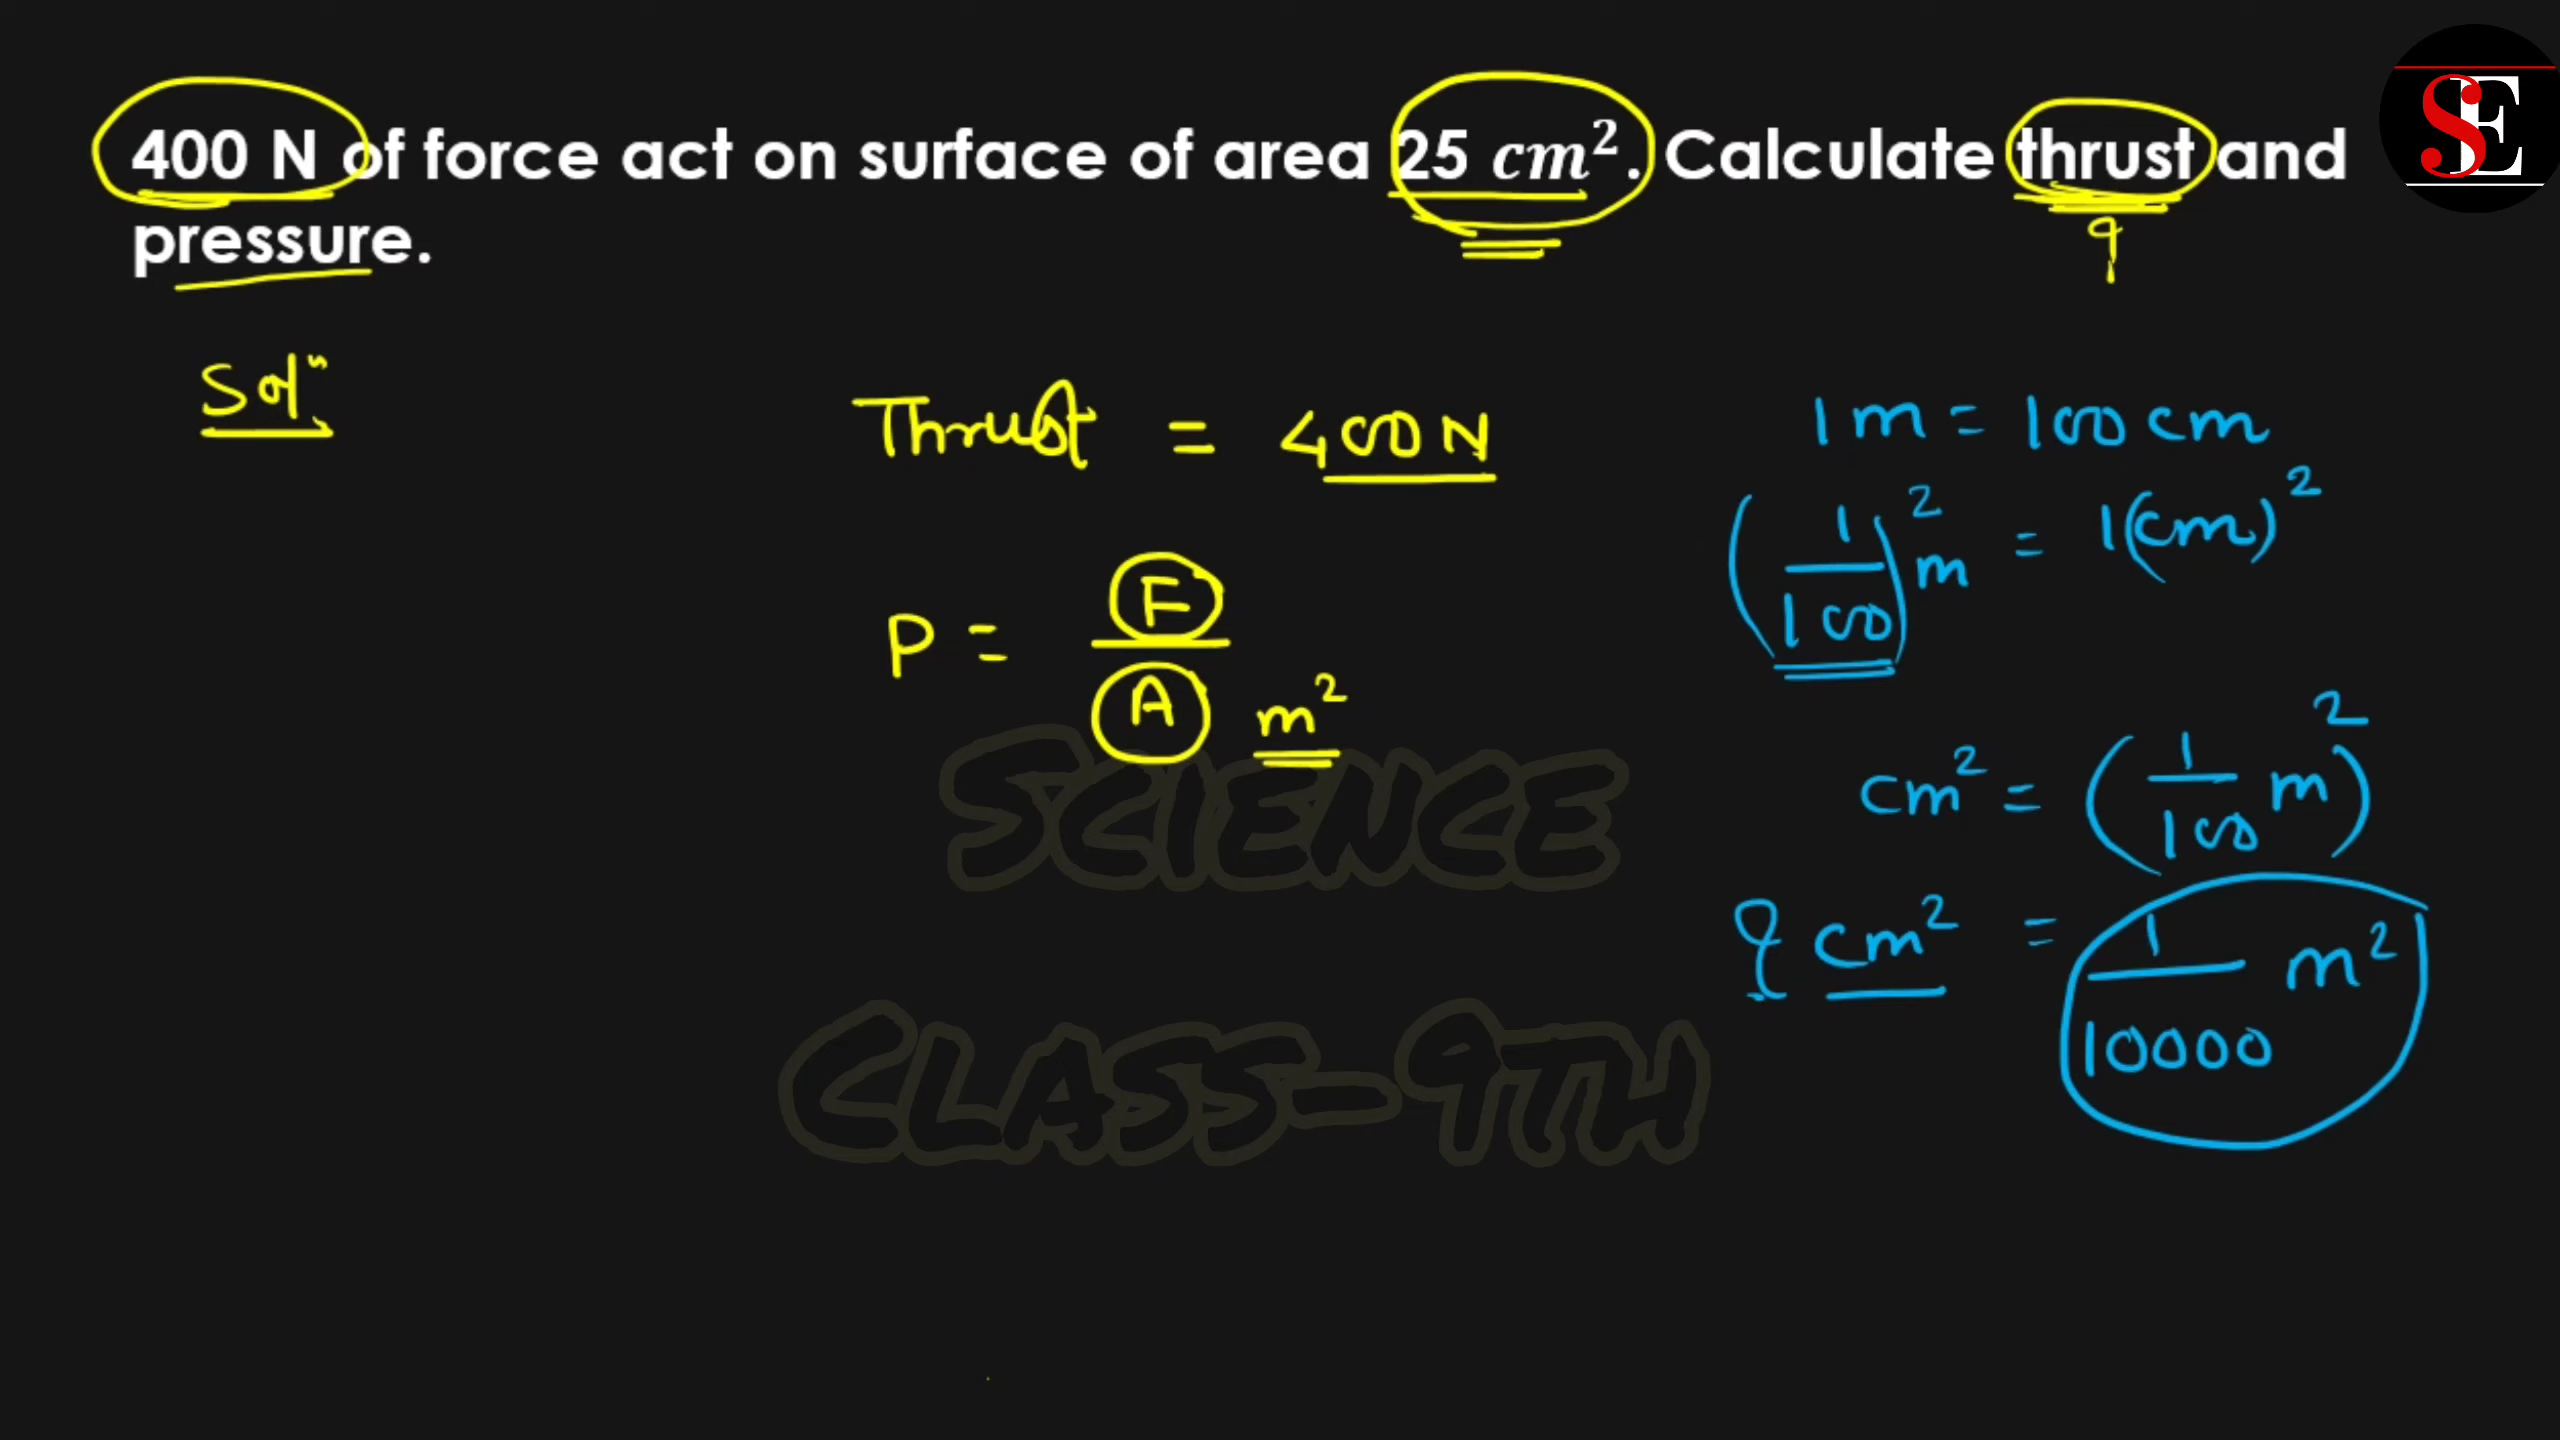 400 N of force act on surface of area 25 cm². Calculate thrust and
pressure.
SE
Solⁿ
Thrust = 400 N
P = F/A m²
1 m = 100 cm
(1/100)² m = 1(cm)²
cm² = (1/100 m)²
cm² = 1/10000 m²
SCIENCE
CLASS-9TH